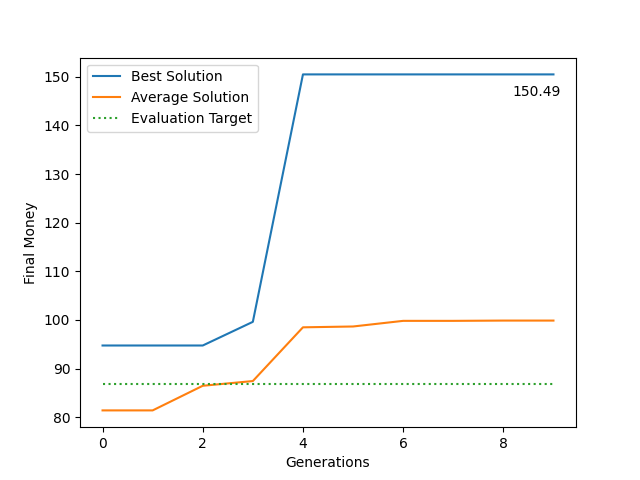 Best Solution
Average Solution
Evaluation Target
150.49
150
140
130
120
110
100
90
80
Final Money
0 2 4 6 8
Generations